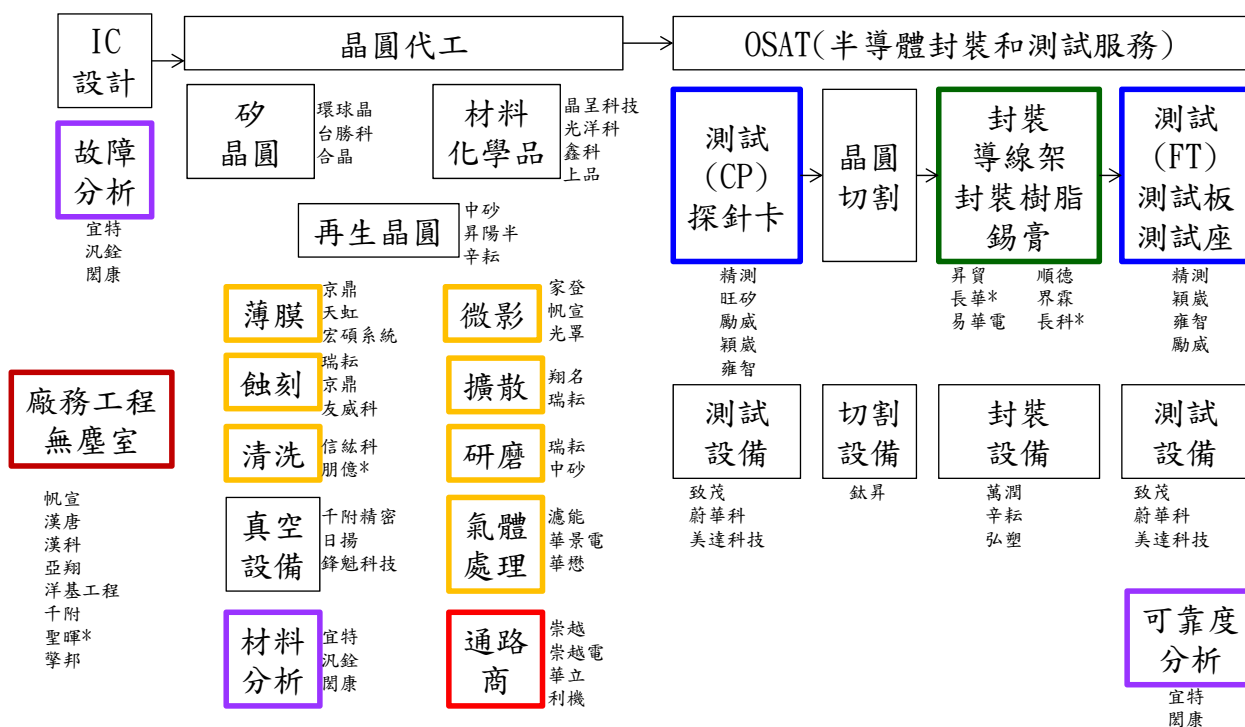 IC
設計
晶圓代工
OSAT(半導體封裝和測試服務)
故障
分析
宜特
汎銓
閎康
矽
晶圓
環球晶
台勝科
合晶
材料
化學品
晶呈科技
光洋科
鑫科
上品
再生晶圓
中砂
昇陽半
辛耘
薄膜
京鼎
天虹
宏碩系統
微影
家登
帆宣
光罩
蝕刻
瑞耘
京鼎
友威科
擴散
翔名
瑞耘
清洗
信紘科
朋億*
研磨
瑞耘
中砂
真空
設備
千附精密
日揚
鋒魁科技
氣體
處理
濾能
華景電
華懋
材料
分析
宜特
汎銓
閎康
通路
商
崇越
崇越電
華立
利機
廠務工程
無塵室
帆宣
漢唐
漢科
亞翔
洋基工程
千附
聖暉*
擎邦
測試
(CP)
探針卡
精測
旺矽
勵威
穎崴
雍智
晶圓
切割
封裝
導線架
封裝樹脂
錫膏
昇貿
長華*
易華電
順德
界霖
長科*
測試
(FT)
測試板
測試座
精測
穎崴
雍智
勵威
測試
設備
致茂
蔚華科
美達科技
切割
設備
鈦昇
封裝
設備
萬潤
辛耘
弘塑
測試
設備
致茂
蔚華科
美達科技
可靠度
分析
宜特
閎康